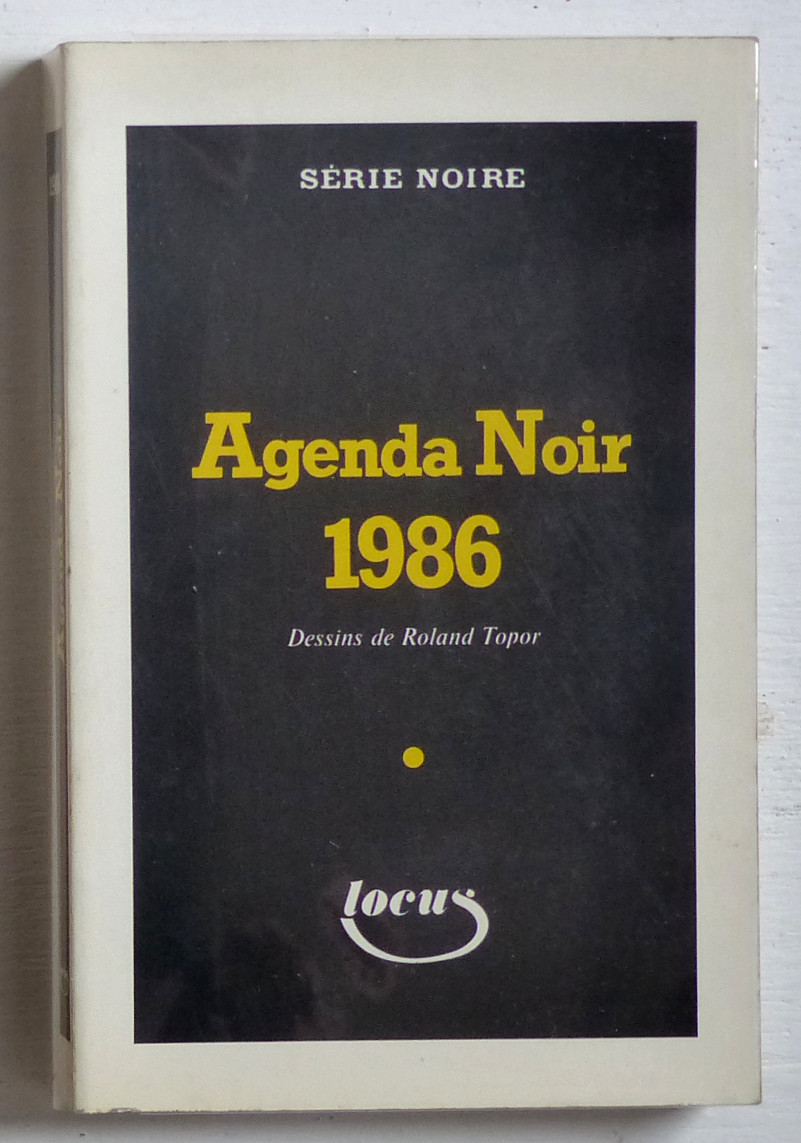 SÉRIE NOIRE
Agenda Noir
1986
Dessins de Roland Topor
locus